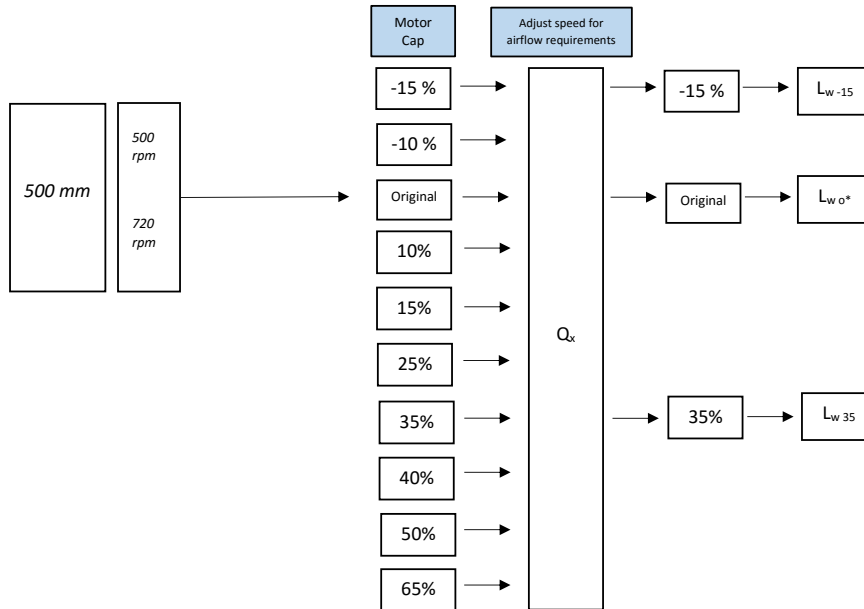 Motor
Cap
Adjust speed for
airflow requirements
500 mm
500
rpm
720
rpm
-15 %
-10 %
Original
10%
15%
25%
35%
40%
50%
65%
Qx
-15 %
Original
35%
Lw -15
Lw o*
Lw 35